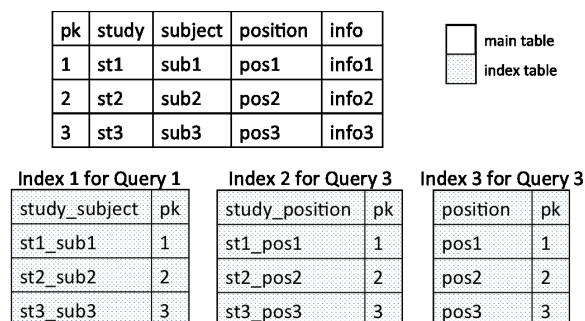 pk study subject position info
1 st1 sub1 pos1 info1
2 st2 sub2 pos2 info2
3 st3 sub3 pos3 info3
main table
index table
Index 1 for Query 1
study_subject pk
st1_sub1 1
st2_sub2 2
st3_sub3 3
Index 2 for Query 3
study_position pk
st1_pos1 1
st2_pos2 2
st3_pos3 3
Index 3 for Query 3
position pk
pos1 1
pos2 2
pos3 3